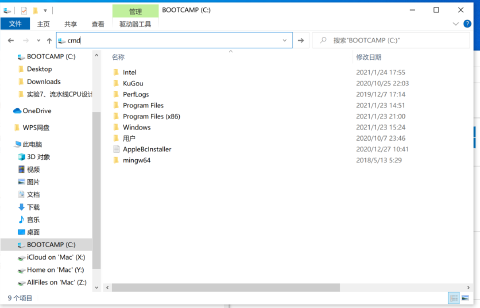 管理
BOOTCAMP (C:)
文件
主页
共享
查看
驱动器工具
cmd
搜索"BOOTCAMP (C:)"
BOOTCAMP (C:)
Desktop
Downloads
实验7、流水线CPU设计
OneDrive
WPS网盘
此电脑
3D 对象
视频
图片
文档
下载
音乐
桌面
BOOTCAMP (C:)
iCloud on 'Mac' (X:)
Home on 'Mac' (Y:)
AllFiles on 'Mac' (Z:)
名称 修改日期
Intel 2021/1/24 17:55
KuGou 2020/10/25 22:03
PerfLogs 2019/12/7 17:14
Program Files 2021/1/23 14:51
Program Files (x86) 2021/1/23 21:00
Windows 2021/1/23 15:24
用户 2020/10/7 23:46
AppleBcInstaller 2020/12/27 10:41
mingw64 2018/5/13 5:29
9 个项目